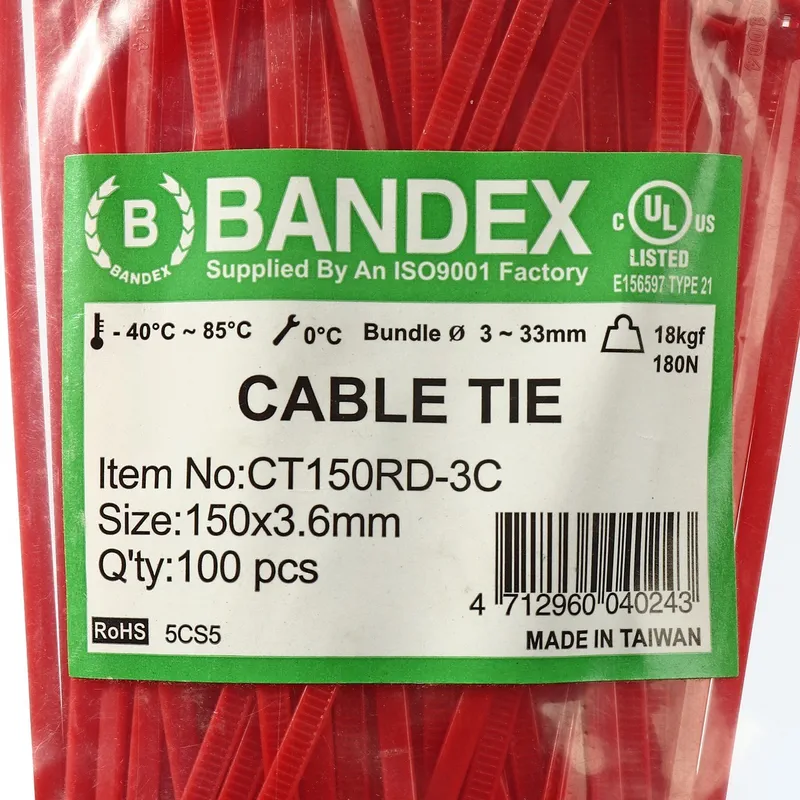 B
BANDEX
BANDEX
Supplied By An ISO9001 Factory
C UL US
LISTED
E156597 TYPE 21
- 40°C ~ 85°C 0°C Bundle Ø 3 ~ 33mm 18kgf
180N
CABLE TIE
Item No:CT150RD-3C
Size:150x3.6mm
Q'ty:100 pcs
4 712960 040243
RoHS 5CS5
MADE IN TAIWAN